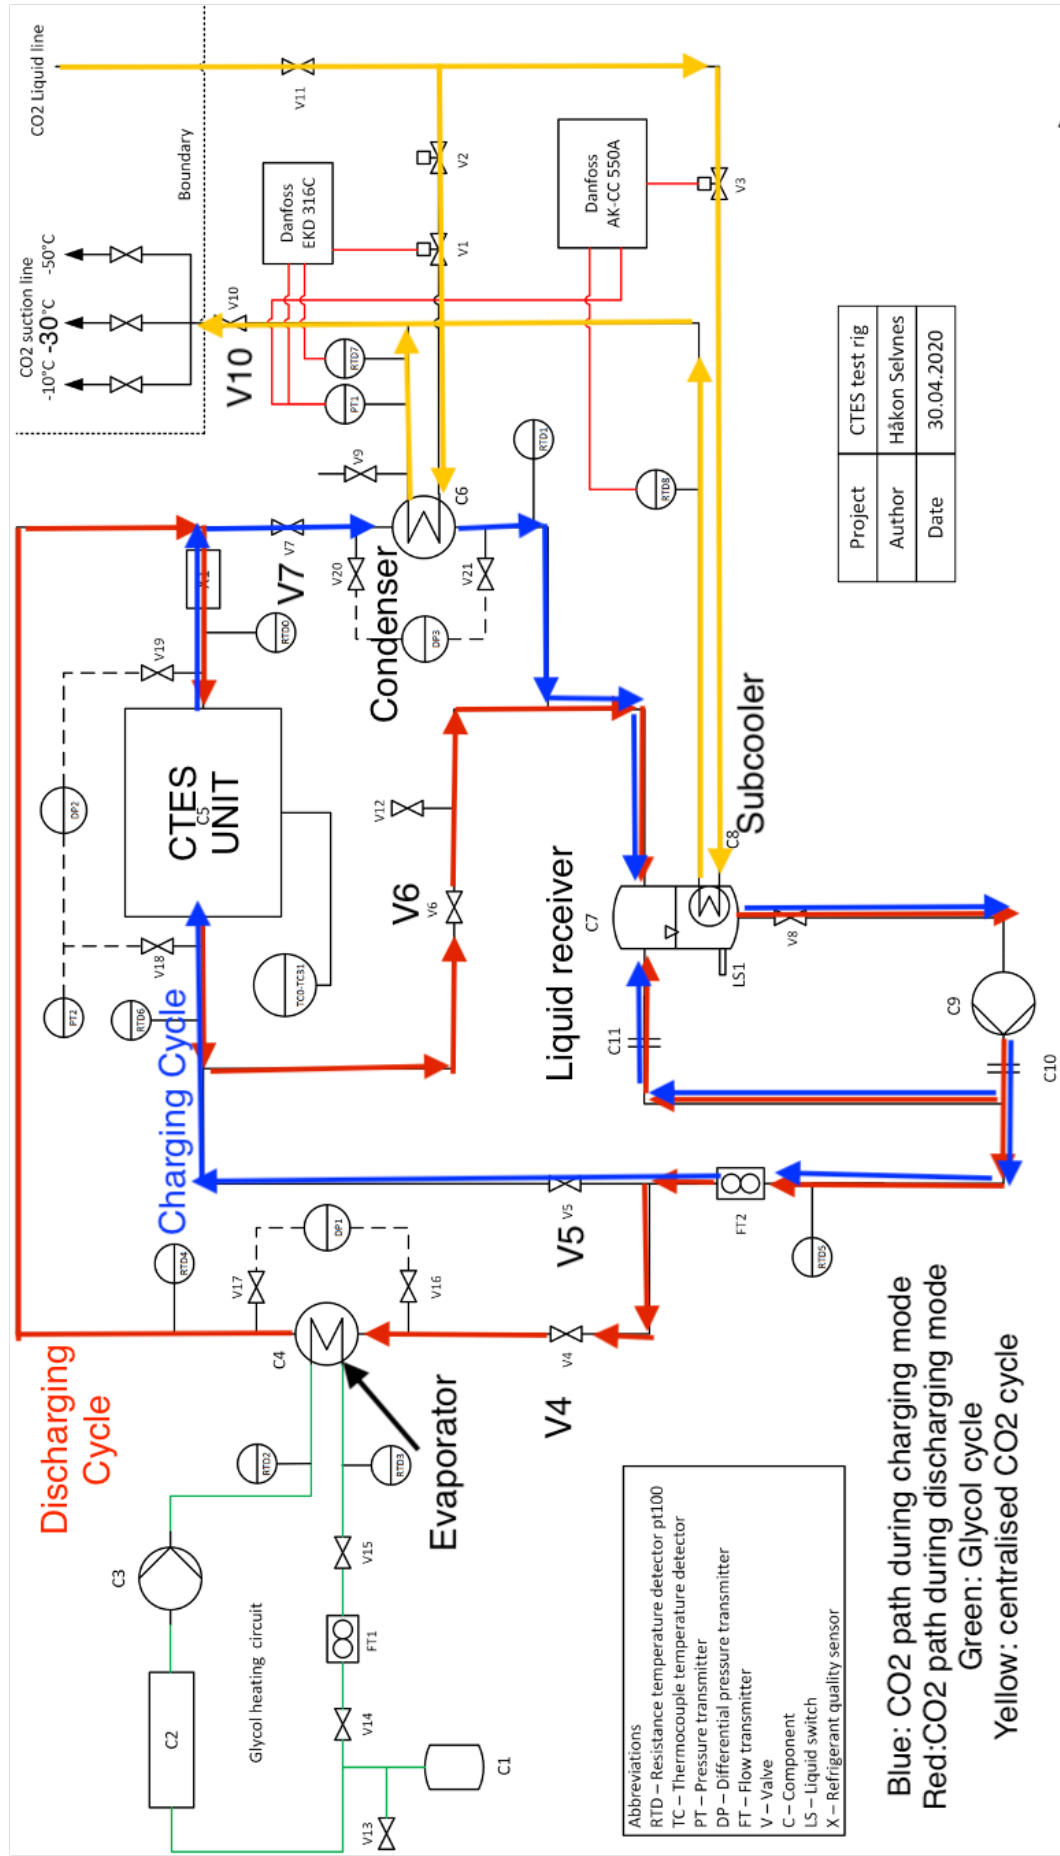 Discharging
Cycle
Charging Cycle
CO2 suction line
CO2 Liquid line
-10°C
-30°C
-50°C
Boundary
C3
C2
Glycol heating circuit
RTD2
RTD3
V15
FT1
V14
V13
C1
C4
Evaporator
RTD4
V17
DP1
V16
V4
V4
V5
V5
FT2
RTD5
PT2
DP2
RTD6
V18
V19
CTES
C5
UNIT
TC0-TC31
RTD0
V7
V7
V20
V21
DP3
Condenser
C6
V9
PT1
RTD7
V10
V10
Danfoss
EKD 316C
V11
V2
V1
Danfoss
AK-CC 550A
V3
RTD1
RTD8
V12
V6
V6
Liquid receiver
C7
C11
LS1
C8
Subcooler
V8
C9
C10
Project
CTES test rig
Author
Håkon Selvnes
Date
30.04.2020
Abbreviations
RTD – Resistance temperature detector pt100
TC – Thermocouple temperature detector
PT – Pressure transmitter
DP – Differential pressure transmitter
FT – Flow transmitter
V – Valve
C – Component
LS – Liquid switch
X – Refrigerant quality sensor
Blue: CO2 path during charging mode
Red:CO2 path during discharging mode
Green: Glycol cycle
Yellow: centralised CO2 cycle